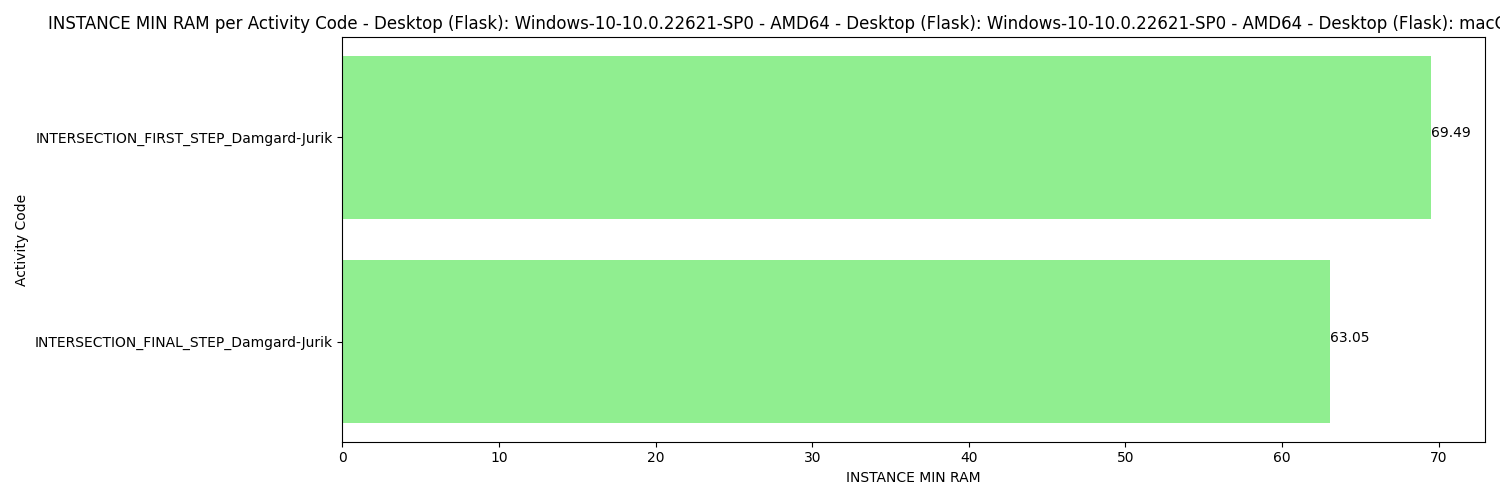 INSTANCE MIN RAM per Activity Code - Desktop (Flask): Windows-10-10.0.22621-SP0 - AMD64 - Desktop (Flask): Windows-10-10.0.22621-SP0 - AMD64 - Desktop (Flask): mac
INTERSECTION_FIRST_STEP_Damgard-Jurik
69.49
Activity Code
INTERSECTION_FINAL_STEP_Damgard-Jurik
63.05
0 10 20 30 40 50 60 70
INSTANCE MIN RAM